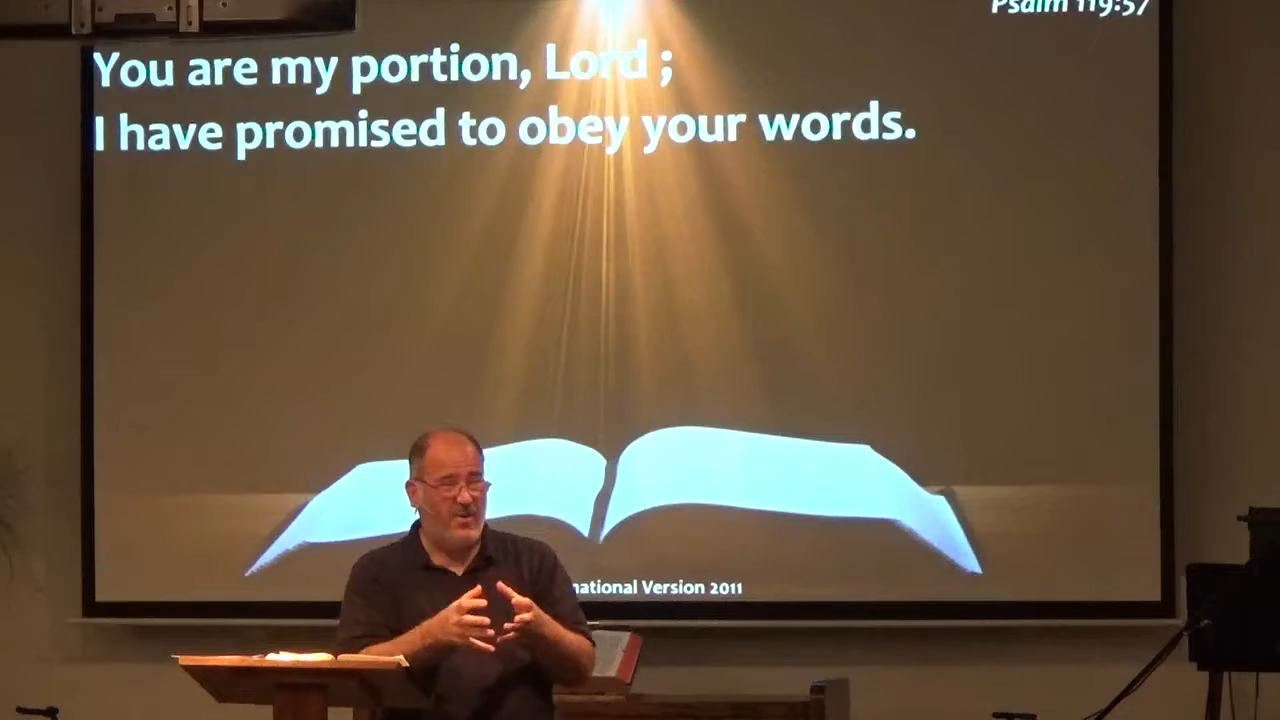 Psalm 119:57
You are my portion, Lord ;
I have promised to obey your words.
national Version 2011